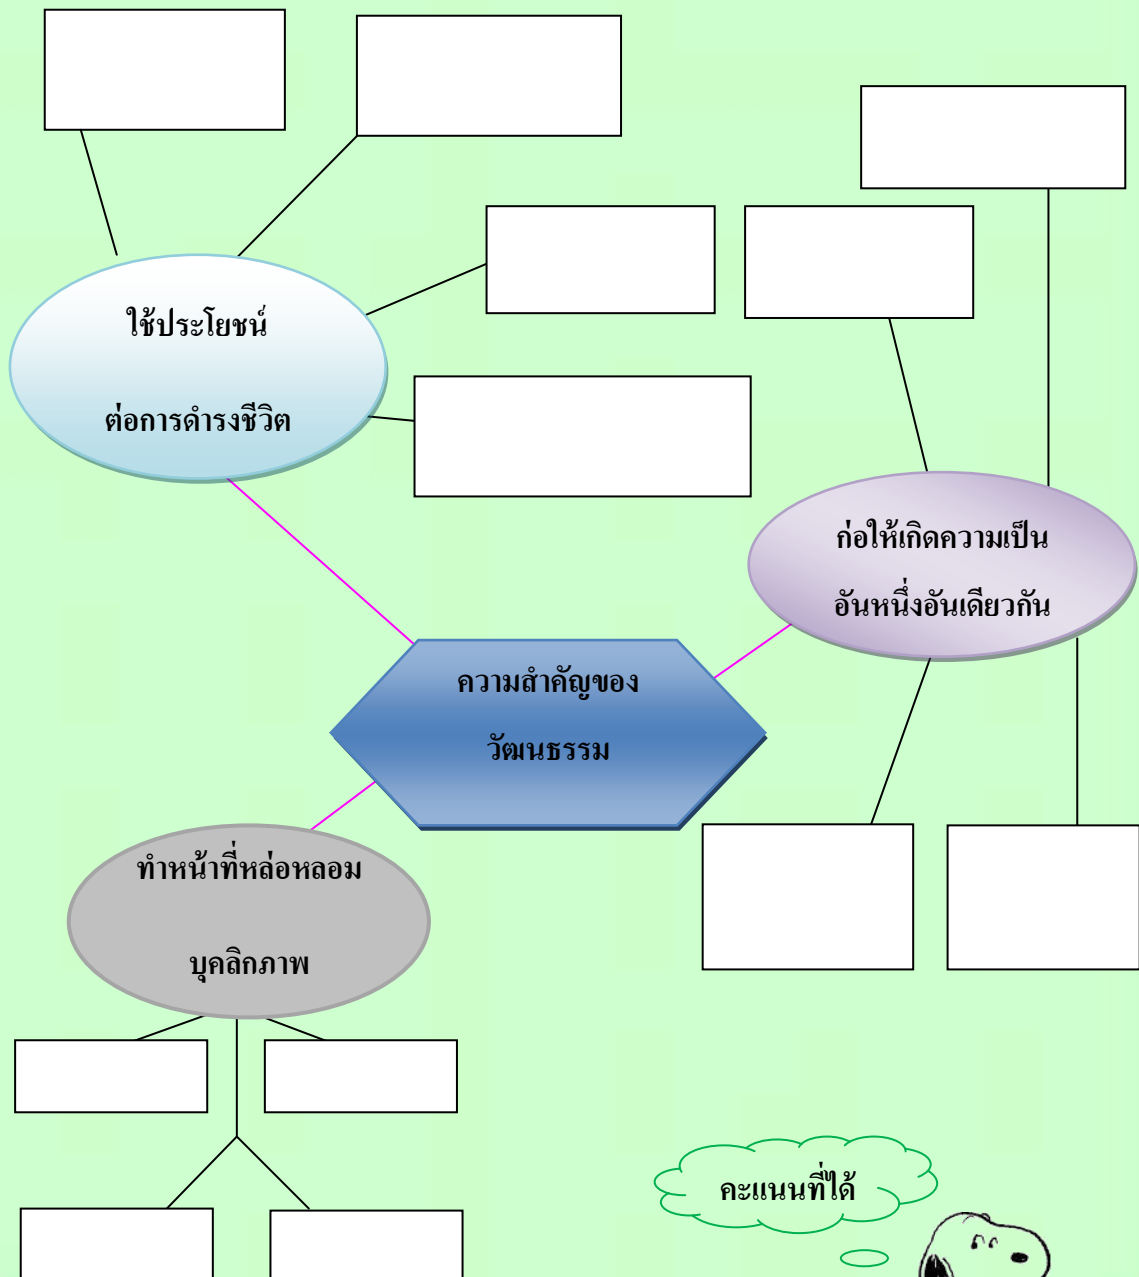 ใช้ประโยชน์
ต่อการดำรงชีวิต
ก่อให้เกิดความเป็น
อันหนึ่งอันเดียวกัน
ความสำคัญของ
วัฒนธรรม
ทำหน้าที่หล่อหลอม
บุคลิกภาพ
คะแนนที่ได้